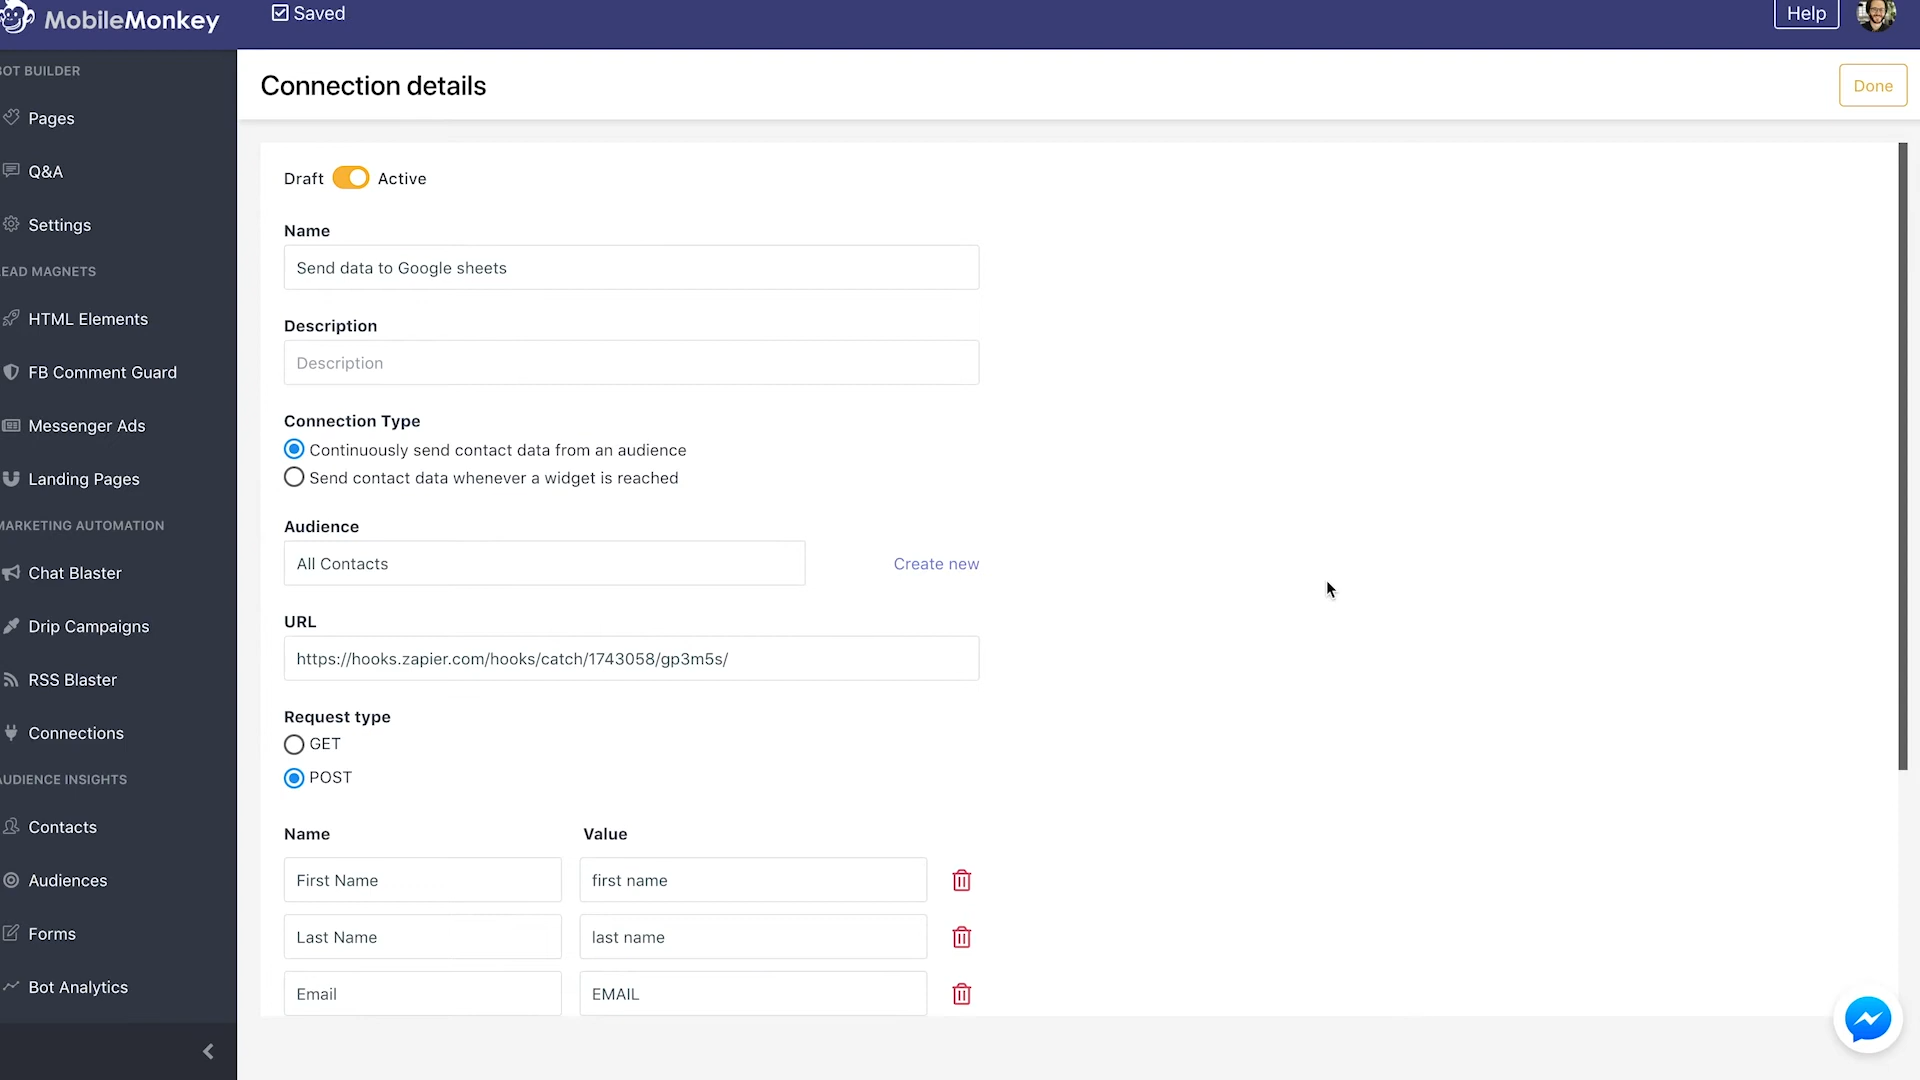 MobileMonkey
Saved
Help
BOT BUILDER
Pages
Q&A
Settings
LEAD MAGNETS
HTML Elements
FB Comment Guard
Messenger Ads
Landing Pages
MARKETING AUTOMATION
Chat Blaster
Drip Campaigns
RSS Blaster
Connections
AUDIENCE INSIGHTS
Contacts
Audiences
Forms
Bot Analytics
Connection details
Done
Draft Active
Name
Send data to Google sheets
Description
Description
Connection Type
Continuously send contact data from an audience
Send contact data whenever a widget is reached
Audience
All Contacts Create new
URL
https://hooks.zapier.com/hooks/catch/1743058/gp3m5s/
Request type
GET
POST
Name Value
First Name first name
Last Name last name
Email EMAIL